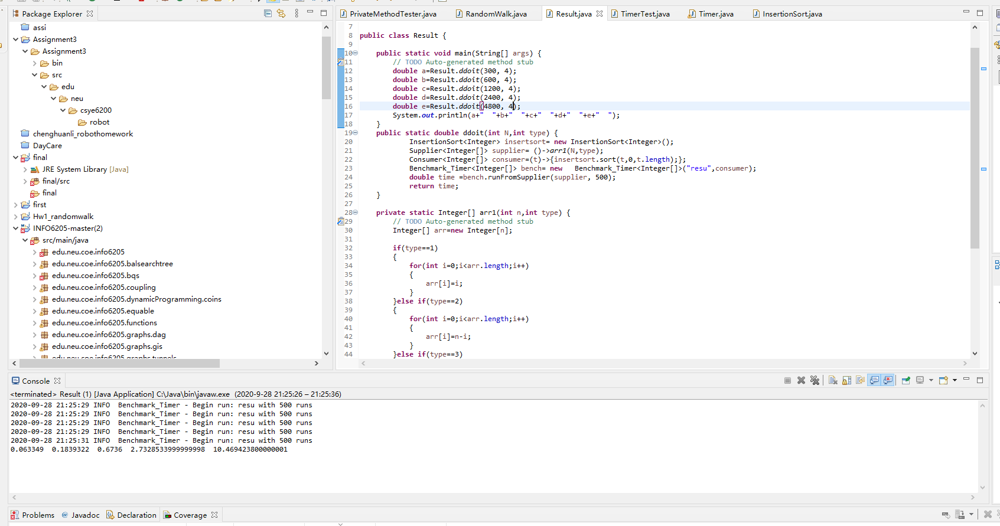 Package Explorer
assi
Assignment3
Assignment3
bin
src
edu
neu
csye6200
robot
chenghuanli_robothomework
DayCare
final
JRE System Library [Java]
final/src
final
first
Hw1_randomwalk
INFO6205-master(2)
src/main/java
edu.neu.coe.info6205
edu.neu.coe.info6205.balsearchtree
edu.neu.coe.info6205.bqs
edu.neu.coe.info6205.coupling
edu.neu.coe.info6205.dynamicProgramming.coins
edu.neu.coe.info6205.equable
edu.neu.coe.info6205.functions
edu.neu.coe.info6205.graphs.dag
edu.neu.coe.info6205.graphs.gis
edu.neu.coe.info6205.graphs.tunnels
PrivateMethodTester.java RandomWalk.java Result.java TimerTest.java Timer.java InsertionSort.java
7
8 public class Result {
9
10 public static void main(String[] args) {
11 // TODO Auto-generated method stub
12 double a=Result.ddoit(300, 4);
13 double b=Result.ddoit(600, 4);
14 double c=Result.ddoit(1200, 4);
15 double d=Result.ddoit(2400, 4);
16 double e=Result.ddoit(4800, 4);
17 System.out.println(a+"  "+b+"  "+c+"  "+d+"  "+e+"  ");
18 }
19 public static double ddoit(int N,int type) {
20 InsertionSort<Integer> insertsort= new InsertionSort<Integer>();
21 Supplier<Integer[]> supplier= ()->arr1(N,type);
22 Consumer<Integer[]> consumer=(t)->{insertsort.sort(t,0,t.length);};
23 Benchmark_Timer<Integer[]> bench= new   Benchmark_Timer<Integer[]>("resu",consumer);
24 double time =bench.runFromSupplier(supplier, 500);
25 return time;
26 }
27
28 private static Integer[] arr1(int n,int type) {
29 // TODO Auto-generated method stub
30 Integer[] arr=new Integer[n];
31
32 if(type==1)
33 {
34 for(int i=0;i<arr.length;i++)
35 {
36 arr[i]=i;
37 }
38 }else if(type==2)
39 {
40 for(int i=0;i<arr.length;i++)
41 {
42 arr[i]=n-i;
43 }
44 }else if(type==3)
Console
<terminated> Result (1) [Java Application] C:\Java\bin\javaw.exe (2020-9-28 21:25:26 – 21:25:36)
2020-09-28 21:25:29 INFO  Benchmark_Timer - Begin run: resu with 500 runs
2020-09-28 21:25:29 INFO  Benchmark_Timer - Begin run: resu with 500 runs
2020-09-28 21:25:29 INFO  Benchmark_Timer - Begin run: resu with 500 runs
2020-09-28 21:25:29 INFO  Benchmark_Timer - Begin run: resu with 500 runs
2020-09-28 21:25:31 INFO  Benchmark_Timer - Begin run: resu with 500 runs
0.063349  0.1839322  0.6736  2.7328533999999998  10.469423800000001
Problems @ Javadoc Declaration Coverage